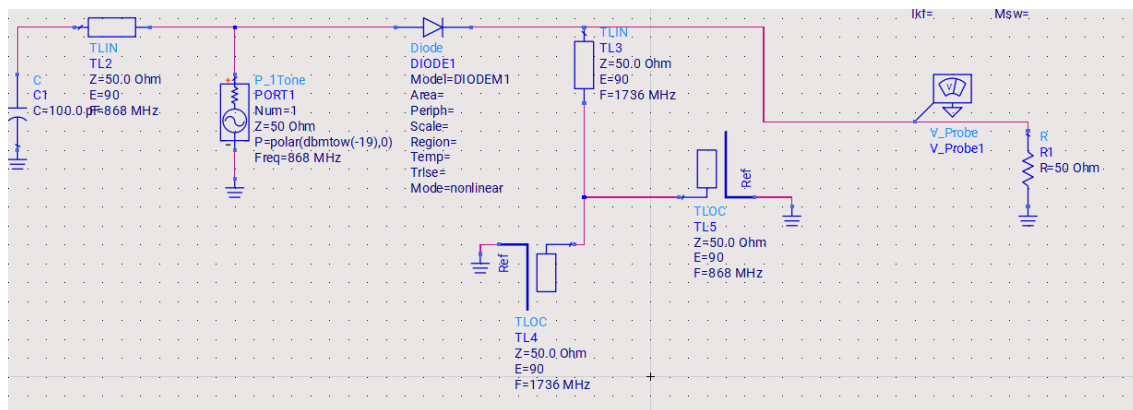 Ikf=
Msw=
TLIN
TL2
Z=50.0 Ohm
E=90
F=868 MHz
C
C1
C=100.0 pF
P_1Tone
PORT1
Num=1
Z=50 Ohm
P=polar(dbmtow(-19),0)
Freq=868 MHz
Diode
DIODE1
Model=DIODEM1
Area=
Periph=
Scale=
Region=
Temp=
Trise=
Mode=nonlinear
TLIN
TL3
Z=50.0 Ohm
E=90
F=1736 MHz
V
V_Probe
V_Probe1
R
R1
R=50 Ohm
Ref
TLOC
TL5
Z=50.0 Ohm
E=90
F=868 MHz
Ref
TLOC
TL4
Z=50.0 Ohm
E=90
F=1736 MHz